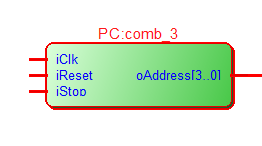 PC:comb_3
iClk
iReset oAddress[3..0]
iStop